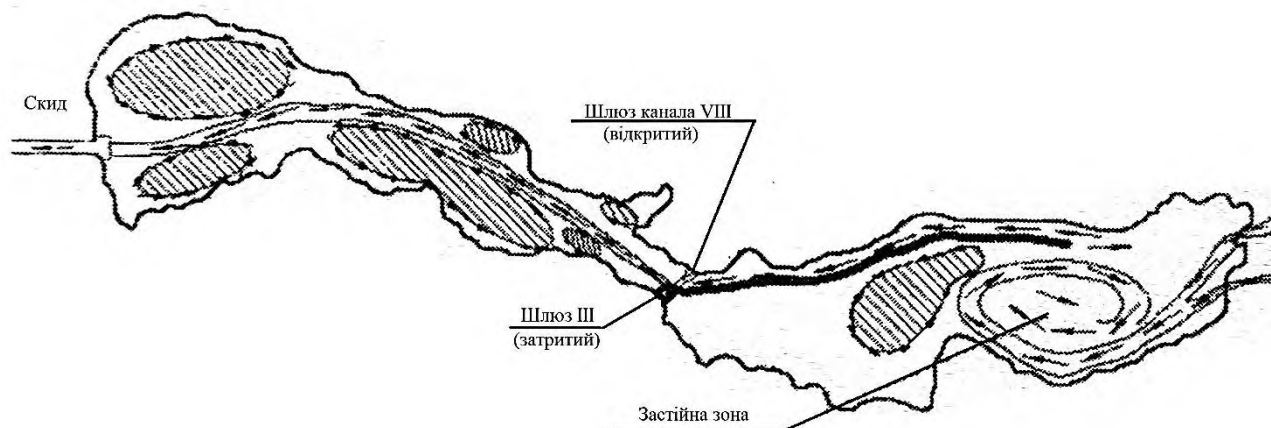 Скид
Шлюз канала VIII
(відкритий)
Шлюз III
(затритий)
Застійна зона